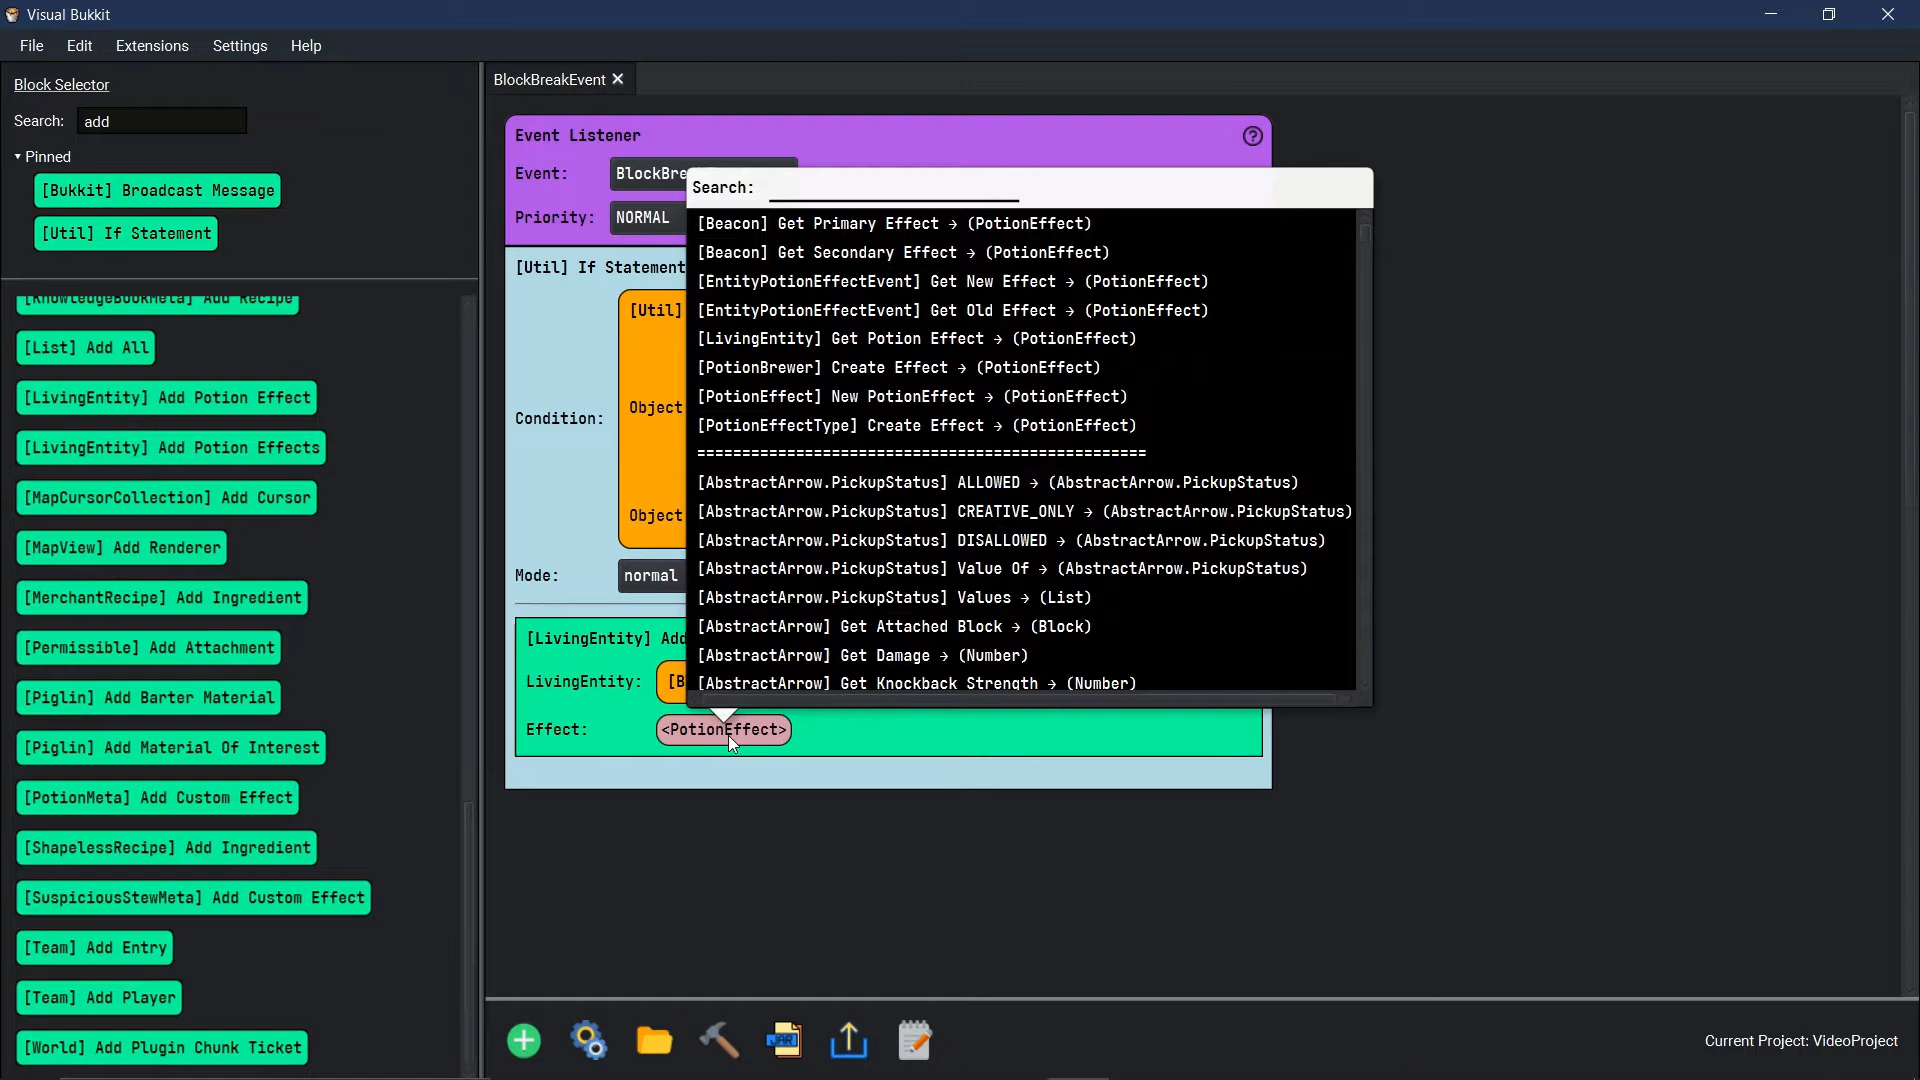 Visual Bukkit
File Edit Extensions Settings Help
Block Selector
Search: add
Pinned
[Bukkit] Broadcast Message
[Util] If Statement
[KnowledgeBookMeta] Add Recipe
[List] Add All
[LivingEntity] Add Potion Effect
[LivingEntity] Add Potion Effects
[MapCursorCollection] Add Cursor
[MapView] Add Renderer
[MerchantRecipe] Add Ingredient
[Permissible] Add Attachment
[Piglin] Add Barter Material
[Piglin] Add Material Of Interest
[PotionMeta] Add Custom Effect
[ShapelessRecipe] Add Ingredient
[SuspiciousStewMeta] Add Custom Effect
[Team] Add Entry
[Team] Add Player
[World] Add Plugin Chunk Ticket
BlockBreakEvent
Event Listener
Event: BlockBre
Priority: NORMAL
[Util] If Statement
[Util]
Condition:
Object
Object
Mode: normal
[LivingEntity] Add
LivingEntity: [B
Effect: <PotionEffect>
Search:
[Beacon] Get Primary Effect → (PotionEffect)
[Beacon] Get Secondary Effect → (PotionEffect)
[EntityPotionEffectEvent] Get New Effect → (PotionEffect)
[EntityPotionEffectEvent] Get Old Effect → (PotionEffect)
[LivingEntity] Get Potion Effect → (PotionEffect)
[PotionBrewer] Create Effect → (PotionEffect)
[PotionEffect] New PotionEffect → (PotionEffect)
[PotionEffectType] Create Effect → (PotionEffect)
==================================================
[AbstractArrow.PickupStatus] ALLOWED → (AbstractArrow.PickupStatus)
[AbstractArrow.PickupStatus] CREATIVE_ONLY → (AbstractArrow.PickupStatus)
[AbstractArrow.PickupStatus] DISALLOWED → (AbstractArrow.PickupStatus)
[AbstractArrow.PickupStatus] Value Of → (AbstractArrow.PickupStatus)
[AbstractArrow.PickupStatus] Values → (List)
[AbstractArrow] Get Attached Block → (Block)
[AbstractArrow] Get Damage → (Number)
[AbstractArrow] Get Knockback Strength → (Number)
JAR
Current Project: VideoProject